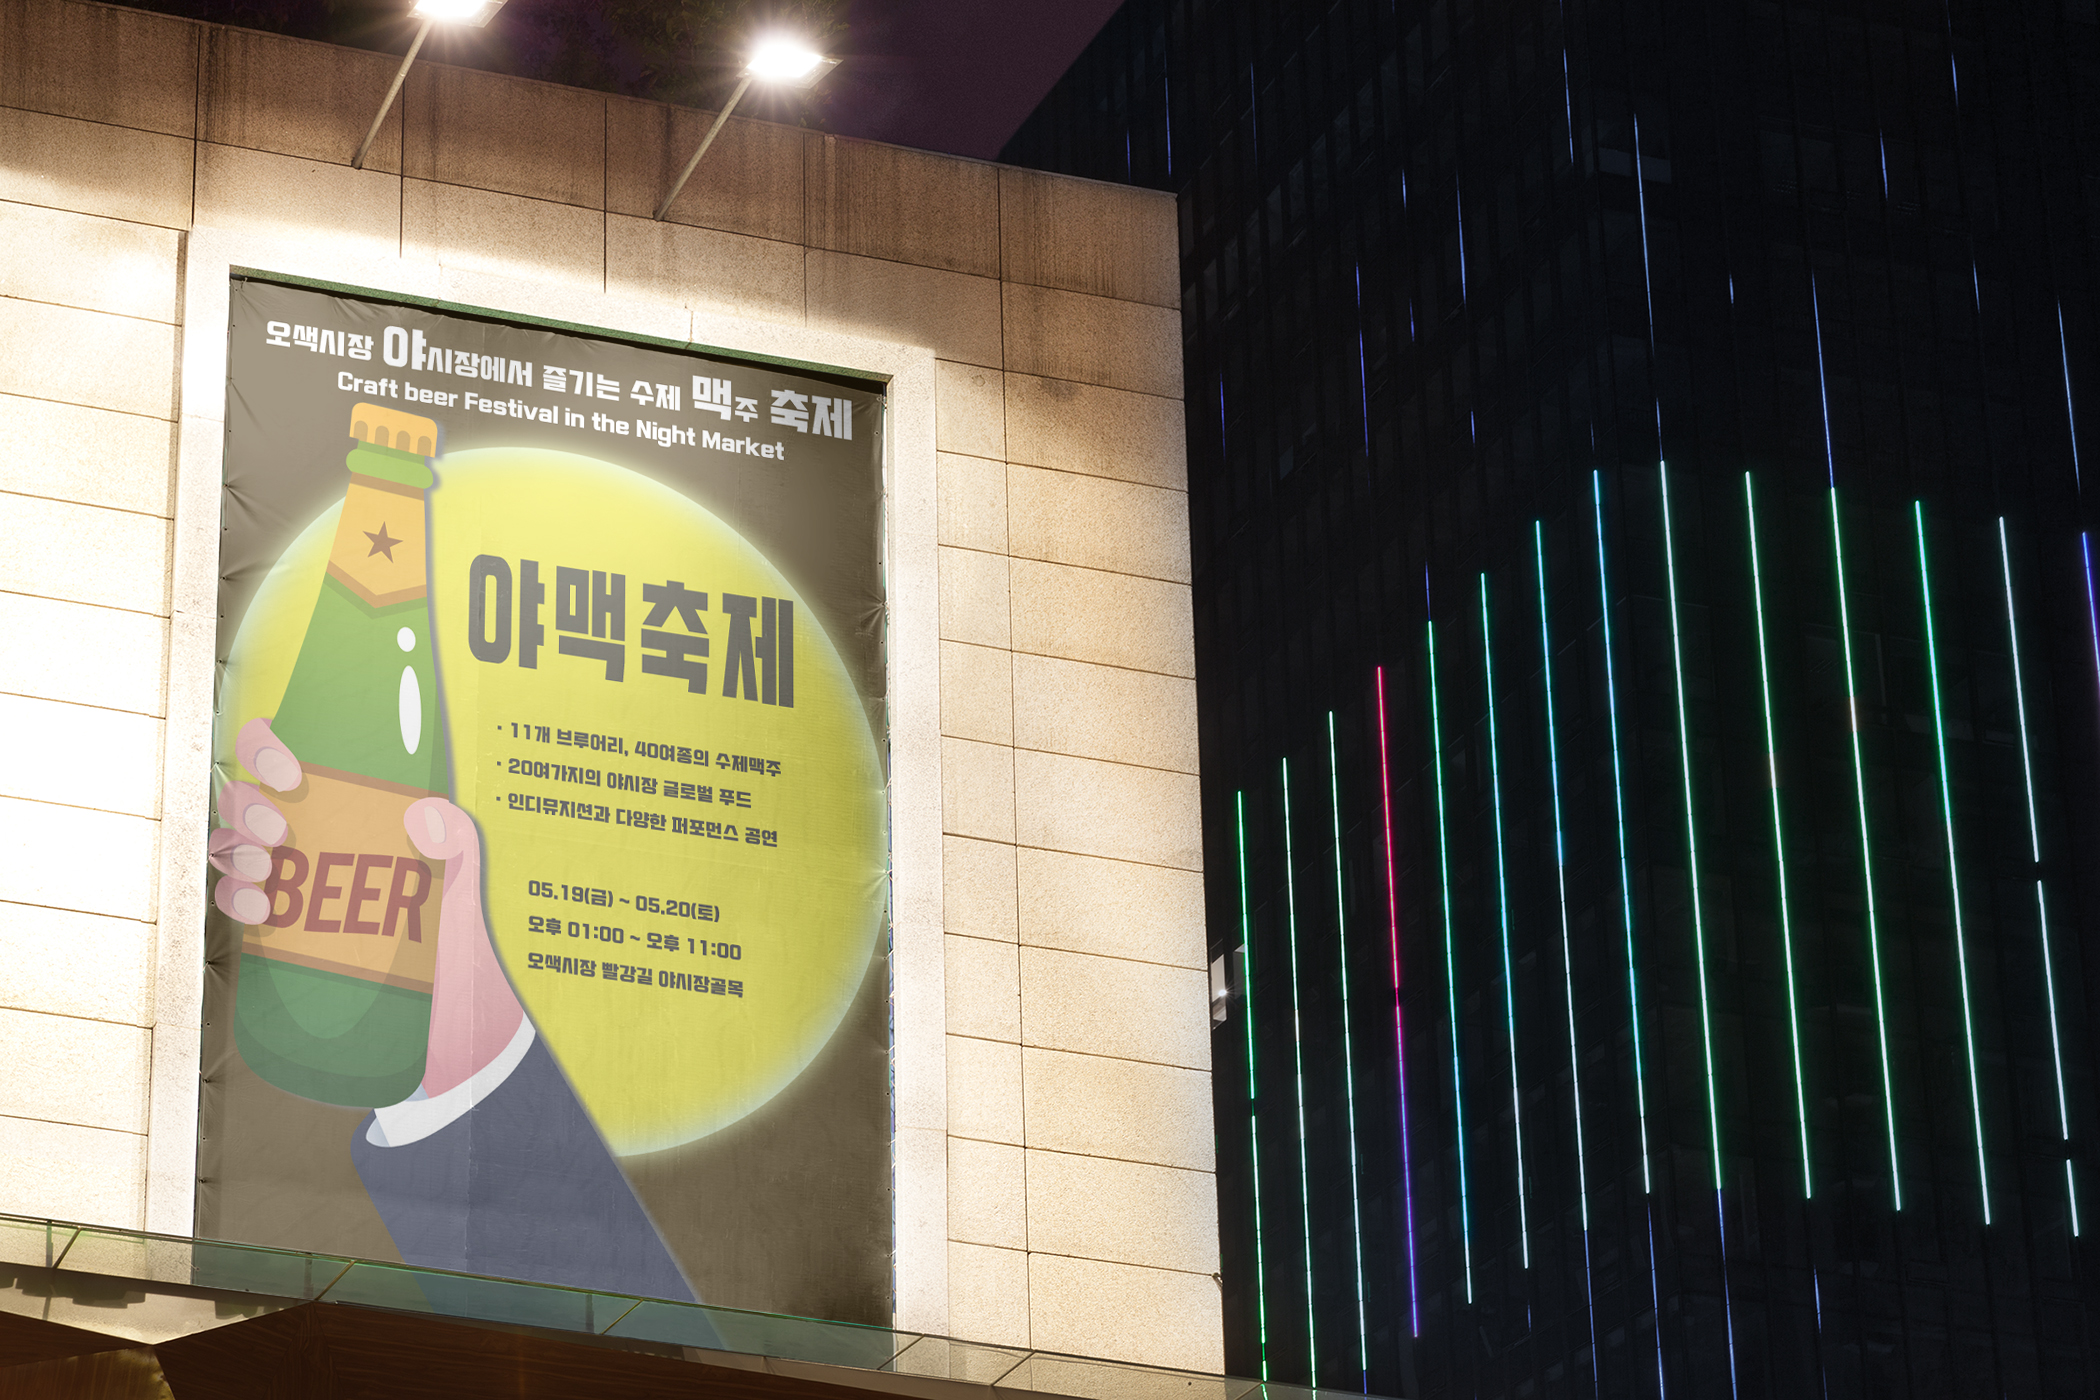 오색시장 야시장에서 즐기는 수제 맥주 축제
Craft beer Festival in the Night Market
야맥축제
· 11개 브루어리, 40여종의 수제맥주
· 20여가지의 야시장 글로벌 푸드
· 인디뮤지션과 다양한 퍼포먼스 공연
05.19(금) ~ 05.20(토)
오후 01:00 ~ 오후 11:00
오색시장 빨강길 야시장골목
BEER